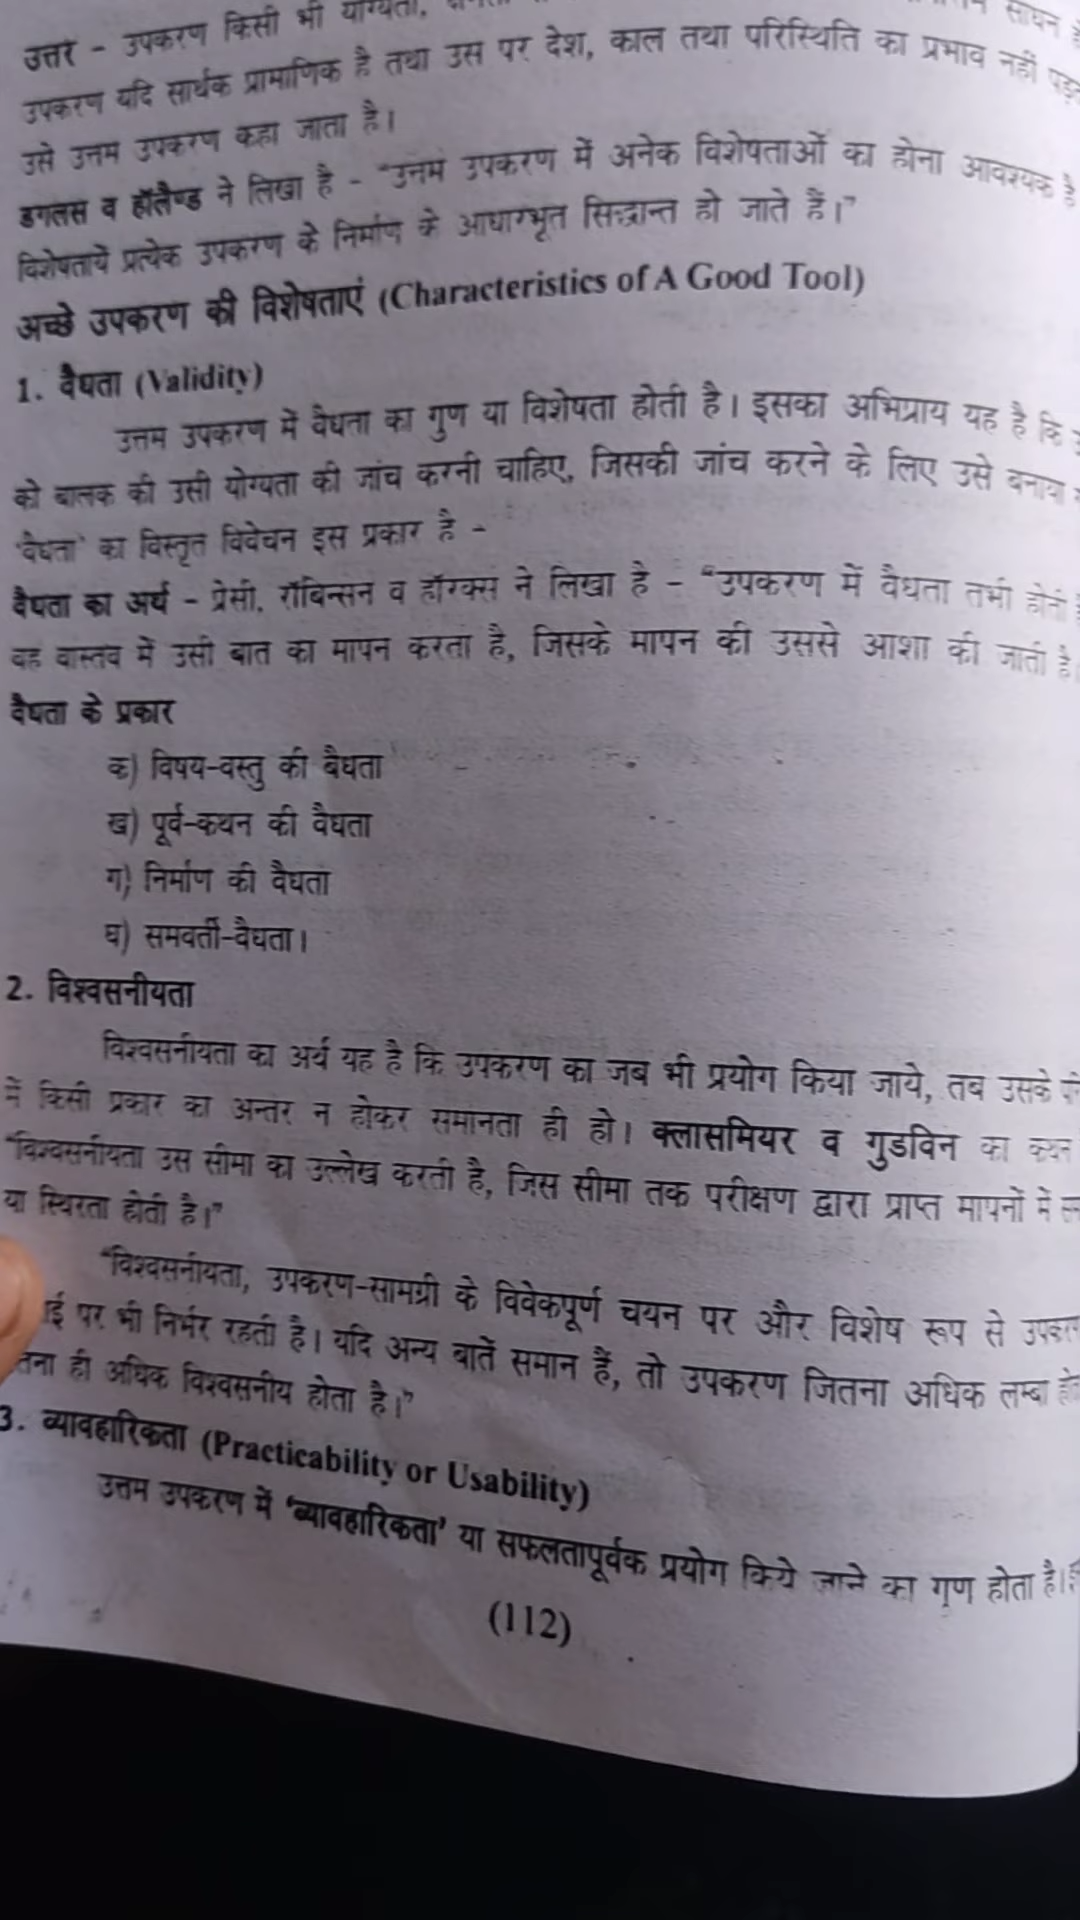 उत्तर - उपकरण किसी भी योग्यता, साधन
उपकरण यदि सार्थक प्रामाणिक है तथा उस पर देश, काल तथा परिस्थिति का प्रभाव नहीं
उसे उत्तम उपकरण कहा जाता है।
डगलस व हॉलैण्ड ने लिखा है - "उत्तम उपकरण में अनेक विशेषताओं का होना आवश्यक है
विशेषतायें प्रत्येक उपकरण के निर्माण के आधारभूत सिद्धान्त हो जाते हैं।"
अच्छे उपकरण की विशेषताएं (Characteristics of A Good Tool)
1. वैधता (Validity)
उत्तम उपकरण में वैधता का गुण या विशेषता होती है। इसका अभिप्राय यह है कि
को बालक की उसी योग्यता की जांच करनी चाहिए, जिसकी जांच करने के लिए उसे बनाया
'वैधता' का विस्तृत विवेचन इस प्रकार है -
वैधता का अर्थ - प्रेसी, रॉबिन्सन व हॉरक्स ने लिखा है - "उपकरण में वैधता तभी होती
वह वास्तव में उसी बात का मापन करता है, जिसके मापन की उससे आशा की जाती है।
वैधता के प्रकार
क) विषय-वस्तु की वैधता
ख) पूर्व-कथन की वैधता
ग) निर्माण की वैधता
घ) समवर्ती-वैधता।
2. विश्वसनीयता
विश्वसनीयता का अर्थ यह है कि उपकरण का जब भी प्रयोग किया जाये, तब उसके
में किसी प्रकार का अन्तर न होकर समानता ही हो। क्लासमियर व गुडविन का कथन
"विश्वसनीयता उस सीमा का उल्लेख करती है, जिस सीमा तक परीक्षण द्वारा प्राप्त मापनों में
या स्थिरता होती है।"
"विश्वसनीयता, उपकरण-सामग्री के विवेकपूर्ण चयन पर और विशेष रूप से
पर भी निर्भर रहती है। यदि अन्य बातें समान हैं, तो उपकरण जितना अधिक लम्बा
ही अधिक विश्वसनीय होता है।"
3. व्यावहारिकता (Practicability or Usability)
उत्तम उपकरण में 'व्यावहारिकता' या सफलतापूर्वक प्रयोग किये जाने का गुण होता है।
(112)